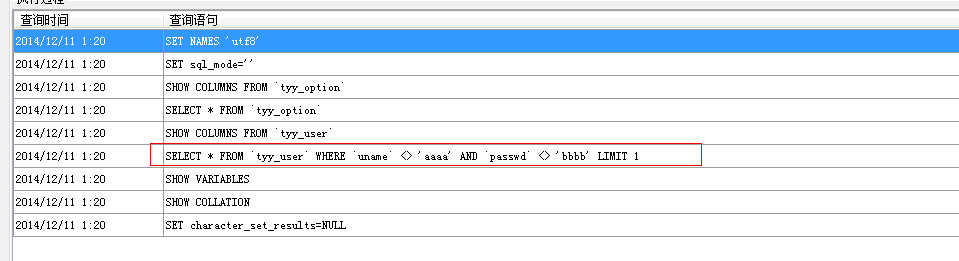 查询时间 查询语句
2014/12/11 1:20 SET NAMES 'utf8'
2014/12/11 1:20 SET sql_mode=''
2014/12/11 1:20 SHOW COLUMNS FROM `tyy_option`
2014/12/11 1:20 SELECT * FROM `tyy_option`
2014/12/11 1:20 SHOW COLUMNS FROM `tyy_user`
2014/12/11 1:20 SELECT * FROM `tyy_user` WHERE `uname` <> 'aaaa' AND `passwd` <> 'bbbb' LIMIT 1
2014/12/11 1:20 SHOW VARIABLES
2014/12/11 1:20 SHOW COLLATION
2014/12/11 1:20 SET character_set_results=NULL